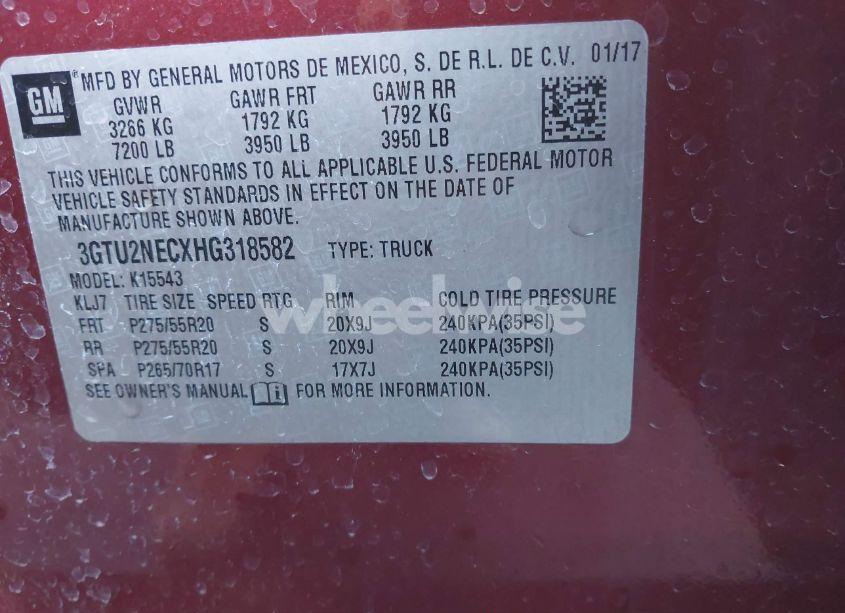 GM
MFD BY GENERAL MOTORS DE MEXICO, S. DE R.L. DE C.V. 01/17
GVWR GAWR FRT GAWR RR
3266 KG 1792 KG 1792 KG
7200 LB 3950 LB 3950 LB
THIS VEHICLE CONFORMS TO ALL APPLICABLE U.S. FEDERAL MOTOR
VEHICLE SAFETY STANDARDS IN EFFECT ON THE DATE OF
MANUFACTURE SHOWN ABOVE.
3GTU2NECXHG318582 TYPE: TRUCK
MODEL: K15543
KLJ7 TIRE SIZE SPEED RTG RIM COLD TIRE PRESSURE
wheelwise
FRT P275/55R20 S 20X9J 240KPA(35PSI)
RR P275/55R20 S 20X9J 240KPA(35PSI)
SPA P265/70R17 S 17X7J 240KPA(35PSI)
SEE OWNER'S MANUAL FOR MORE INFORMATION.